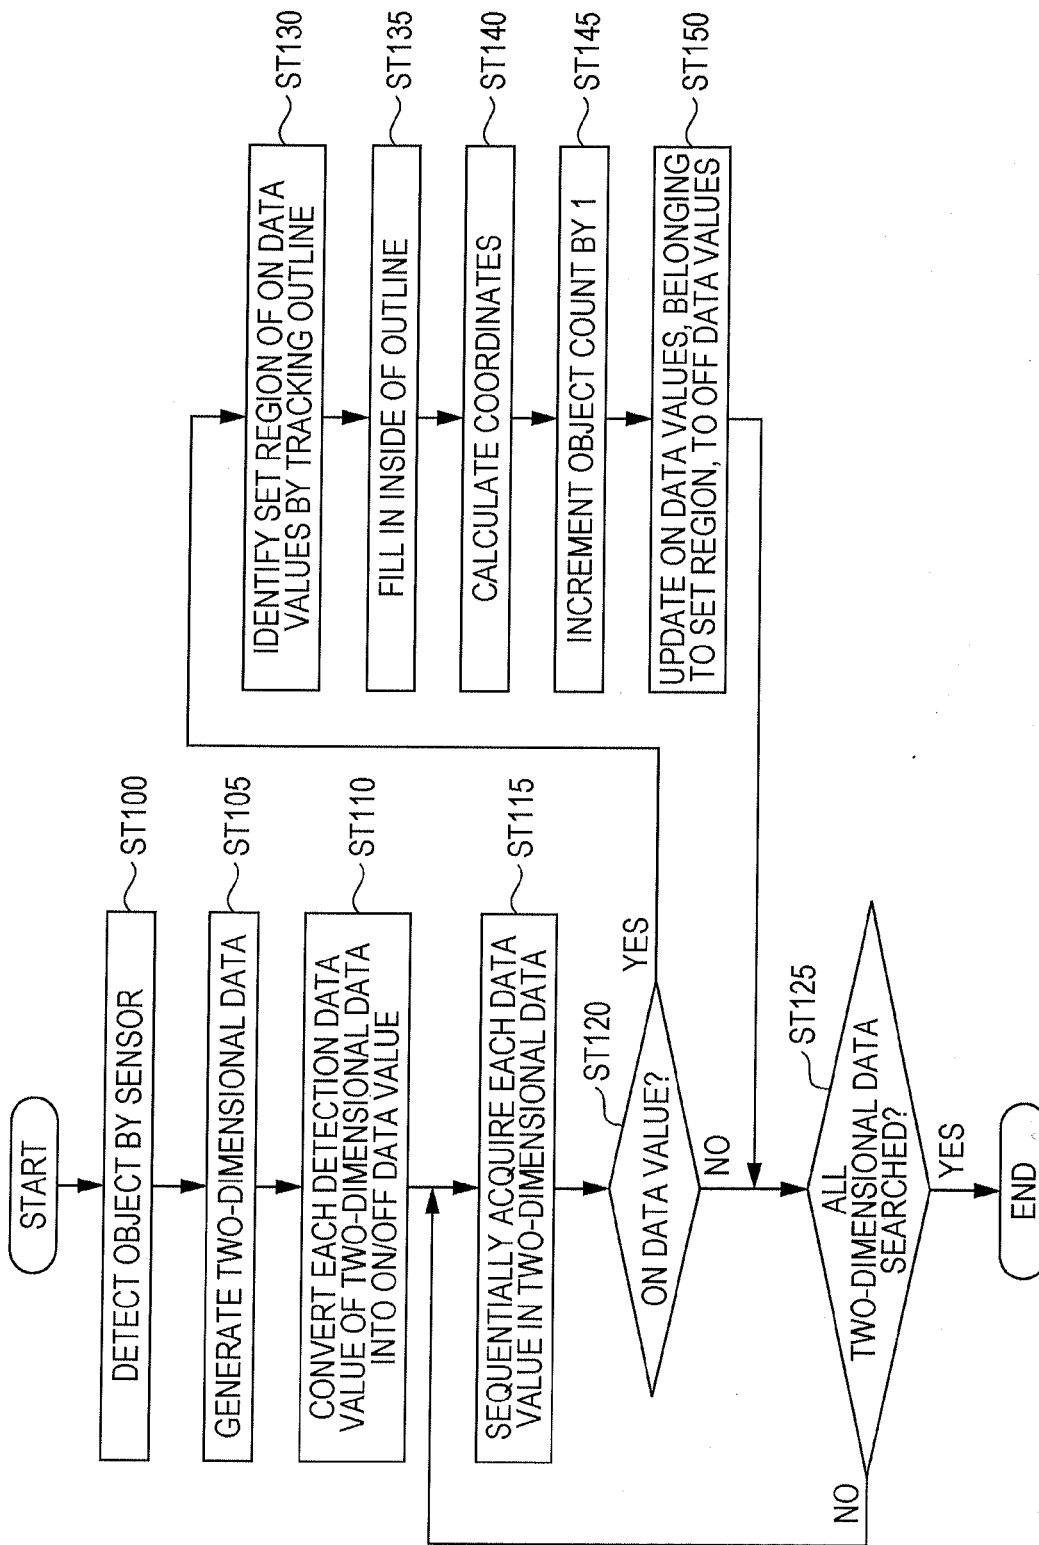 START
DETECT OBJECT BY SENSOR
ST100
GENERATE TWO-DIMENSIONAL DATA
ST105
CONVERT EACH DETECTION DATA
VALUE OF TWO-DIMENSIONAL DATA
INTO ON/OFF DATA VALUE
ST110
SEQUENTIALLY ACQUIRE EACH DATA
VALUE IN TWO-DIMENSIONAL DATA
ST115
ON DATA VALUE?
ST120
YES
NO
ALL
TWO-DIMENSIONAL DATA
SEARCHED?
ST125
NO
YES
END
IDENTIFY SET REGION OF ON DATA
VALUES BY TRACKING OUTLINE
ST130
FILL IN INSIDE OF OUTLINE
ST135
CALCULATE COORDINATES
ST140
INCREMENT OBJECT COUNT BY 1
ST145
UPDATE ON DATA VALUES, BELONGING
TO SET REGION, TO OFF DATA VALUES
ST150